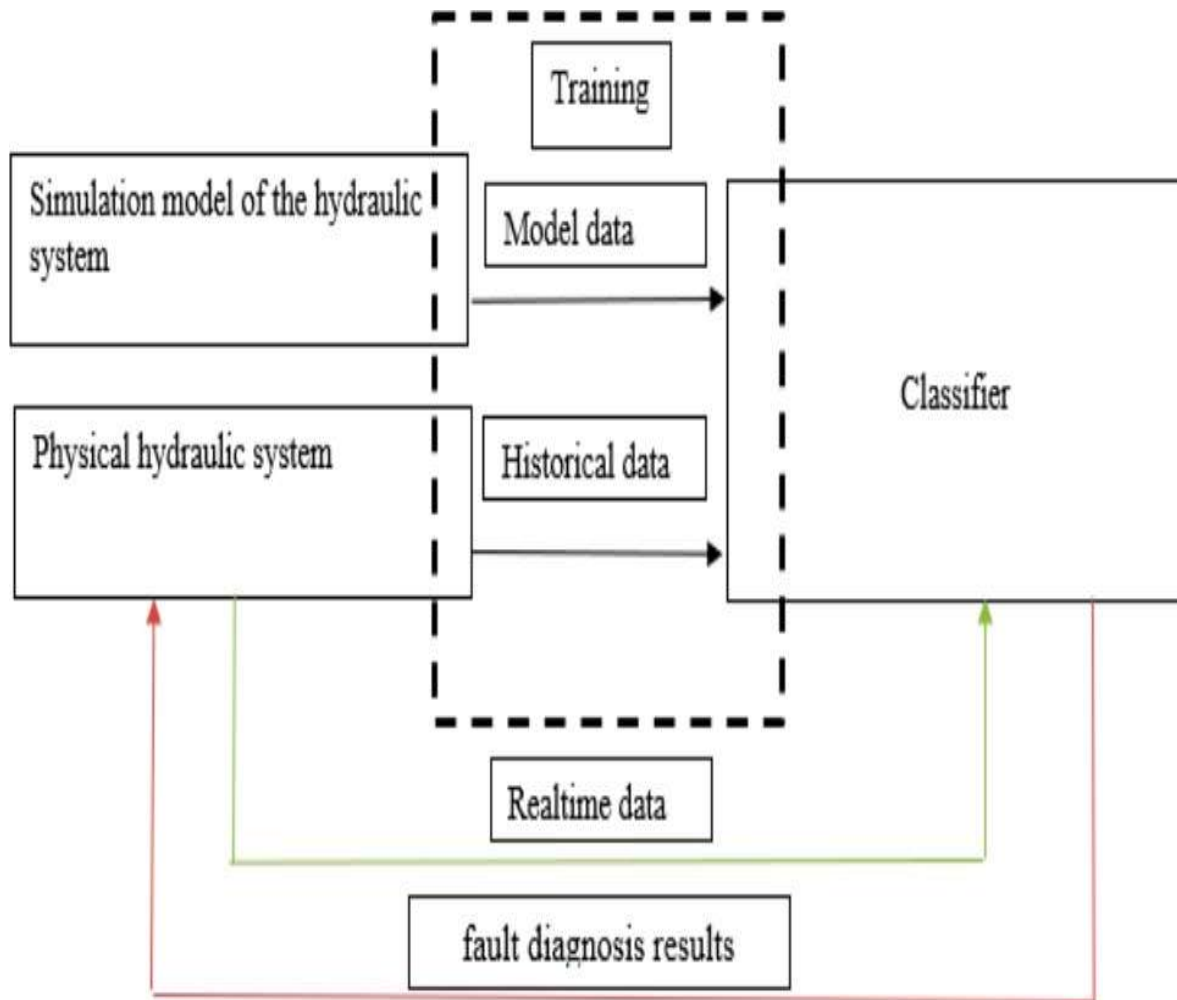 Training
Simulation model of the hydraulic
system
Model data
Classifier
Physical hydraulic system
Historical data
Realtime data
fault diagnosis results